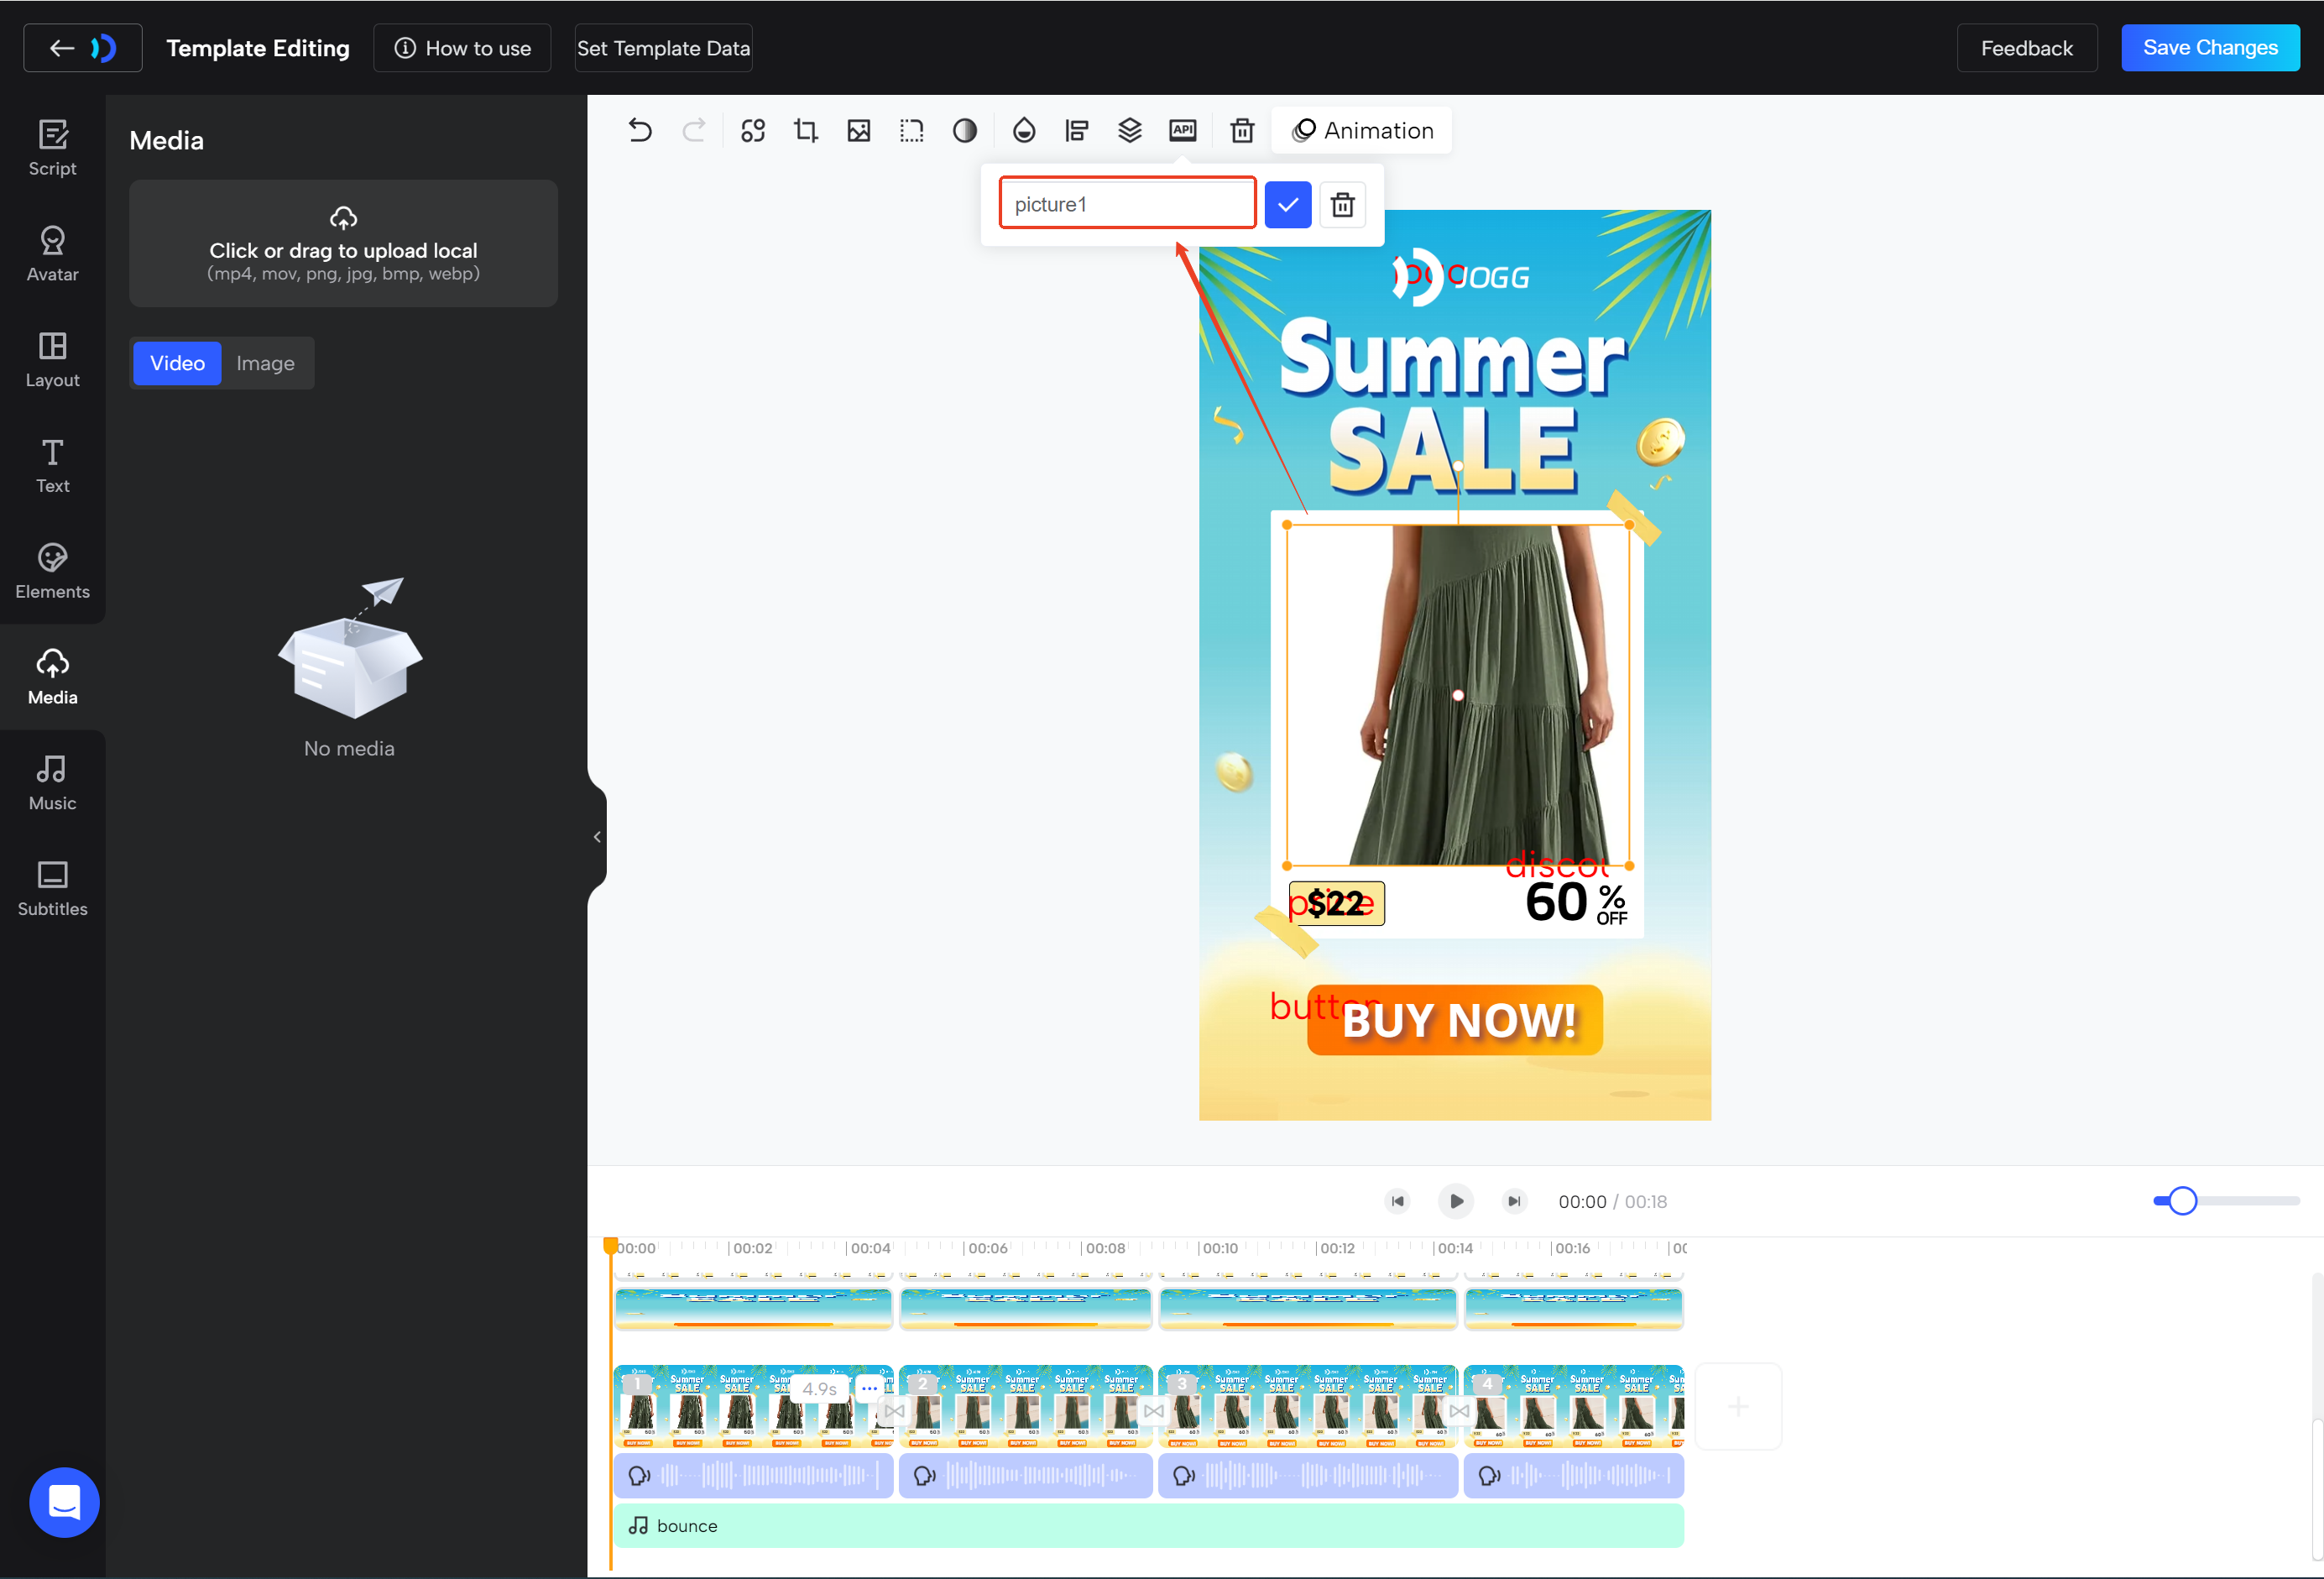 Template Editing
How to use
Set Template Data
Feedback
Save Changes
Script
Avatar
Layout
Text
Elements
Media
Music
Subtitles
Media
Click or drag to upload local
(mp4, mov, png, jpg, bmp, webp)
Video
Image
No media
API
Animation
picture1
JOGG
Summer
SALE
discou
price
$22
60 %
OFF
button
BUY NOW!
00:00 / 00:18
00:00
00:02
00:04
00:06
00:08
00:10
00:12
00:14
00:16
1
4.9s
2
3
4
bounce